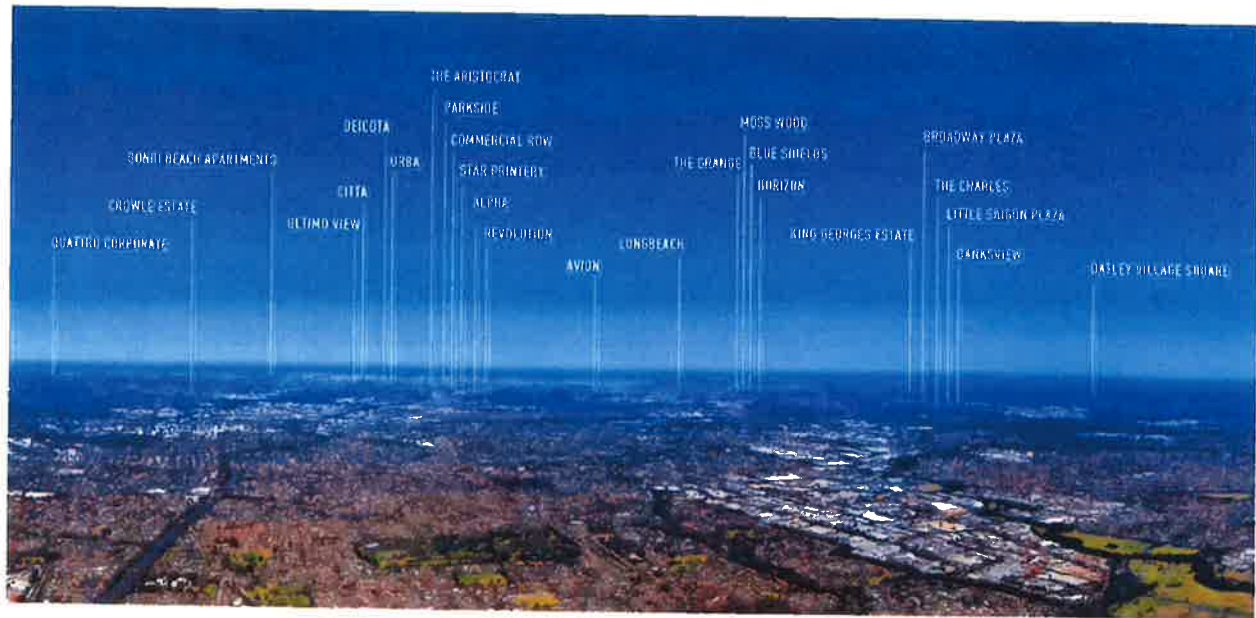 THE ARISTOCRAT
PARKSIDE
DEICOTA
COMMERCIAL ROW
URBA
STAR PRINTERY
BONDI BEACH APARTMENTS
CITTA
ALPHA
CROWLE ESTATE
ULTIMO VIEW
REVOLUTION
QUATTRO CORPORATE
AVION
LONGBEACH
MOSS WOOD
BLUE SHIELDS
THE GRANGE
HORIZON
BROADWAY PLAZA
THE CHARLES
LITTLE SAIGON PLAZA
KING GEORGES ESTATE
BANKSVIEW
OATLEY VILLAGE SQUARE